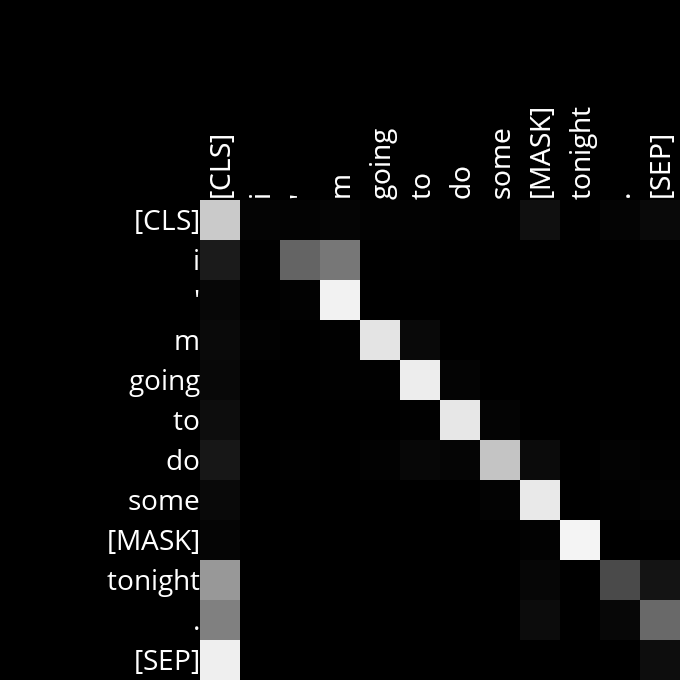 [CLS] i ' m going to do some [MASK] tonight . [SEP]
[CLS]
i
'
m
going
to
do
some
[MASK]
tonight
.
[SEP]